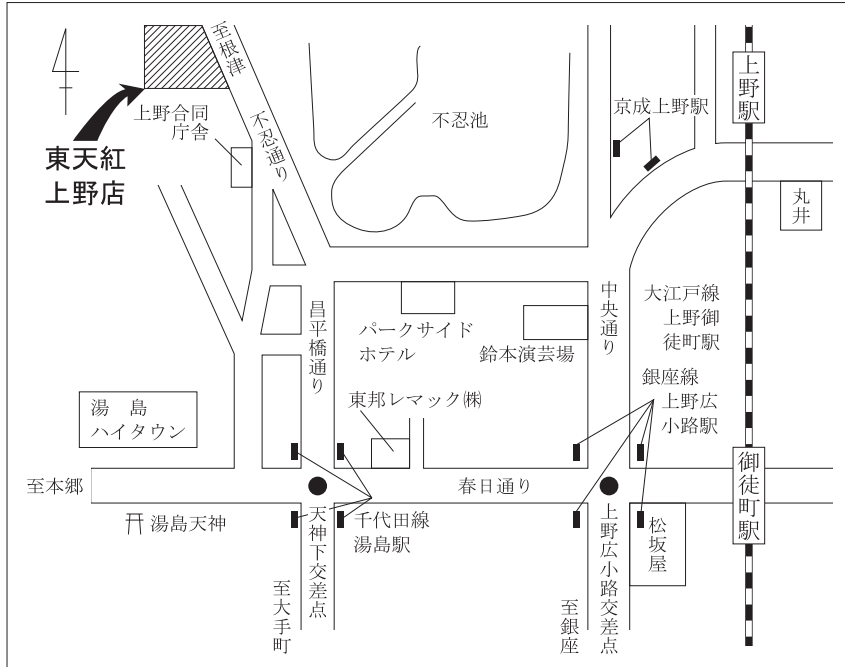 至根津
不忍通り
上野合同
庁舎
東天紅
上野店
不忍池
京成上野駅
上野駅
丸井
昌平橋通り
パークサイド
ホテル
鈴本演芸場
中央通り
大江戸線
上野御
徒町駅
銀座線
上野広
小路駅
東邦レマック㈱
湯島
ハイタウン
至本郷
春日通り
御徒町駅
湯島天神
天神下交差点
千代田線
湯島駅
上野広小路交差点
松坂屋
至大手町
至銀座